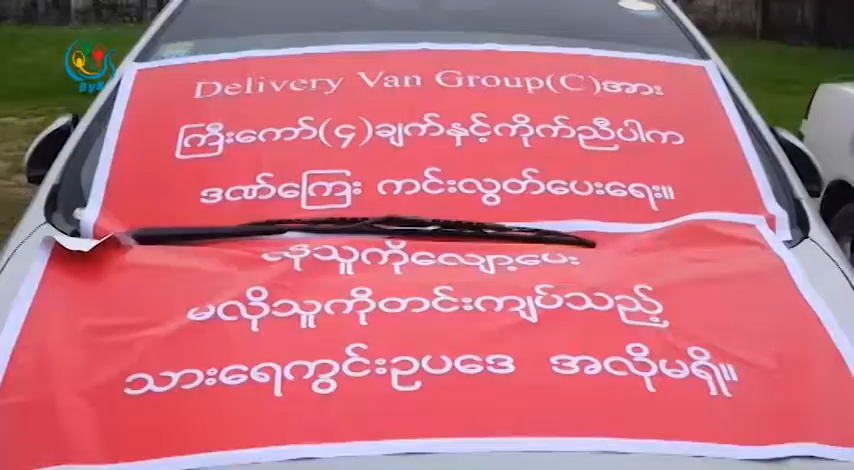 Delivery Van Group(C)အား
ကြိုးကော်(၄)ချက်နှင့်ကိုက်ညီပါက
ဒဏ်ကြေး ကင်းလွတ်ပေးရေး။
နေသူကိုလေလျှော့ပေး
မလိုသူကိုတင်းကျပ်သည့်
သားရေကွင်းဥပဒေ အလိုမရှိ။